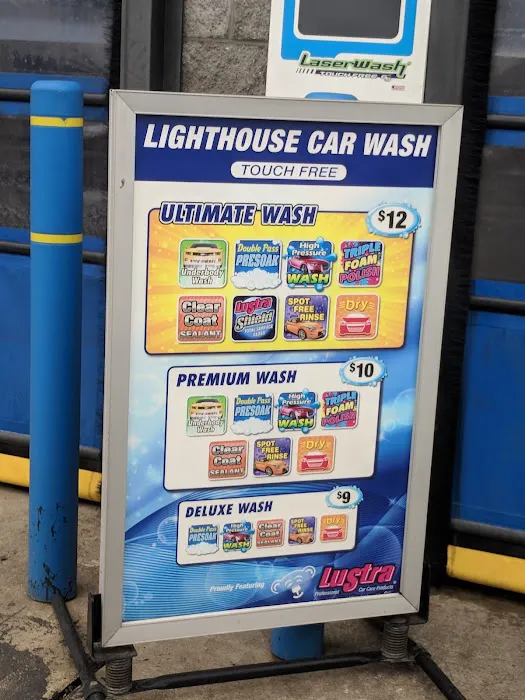 LaserWash
TOUCH FREE
LIGHTHOUSE CAR WASH
TOUCH FREE
ULTIMATE WASH
$12
Underbody
Wash
Double Pass
PRESOAK
High
Pressure
WASH
TRIPLE
FOAM
POLISH
Clear
Coat
SEALANT
Lustra
Shield
SPOT
FREE
RINSE
Dry
PREMIUM WASH
$10
Underbody
Wash
Double Pass
PRESOAK
High
Pressure
WASH
TRIPLE
FOAM
POLISH
Clear
Coat
SEALANT
SPOT
FREE
RINSE
Dry
DELUXE WASH
$9
Double Pass
PRESOAK
High
Pressure
WASH
Clear
Coat
SEALANT
SPOT
FREE
RINSE
Dry
Proudly Featuring
Lustra
Professional
Car Care Products